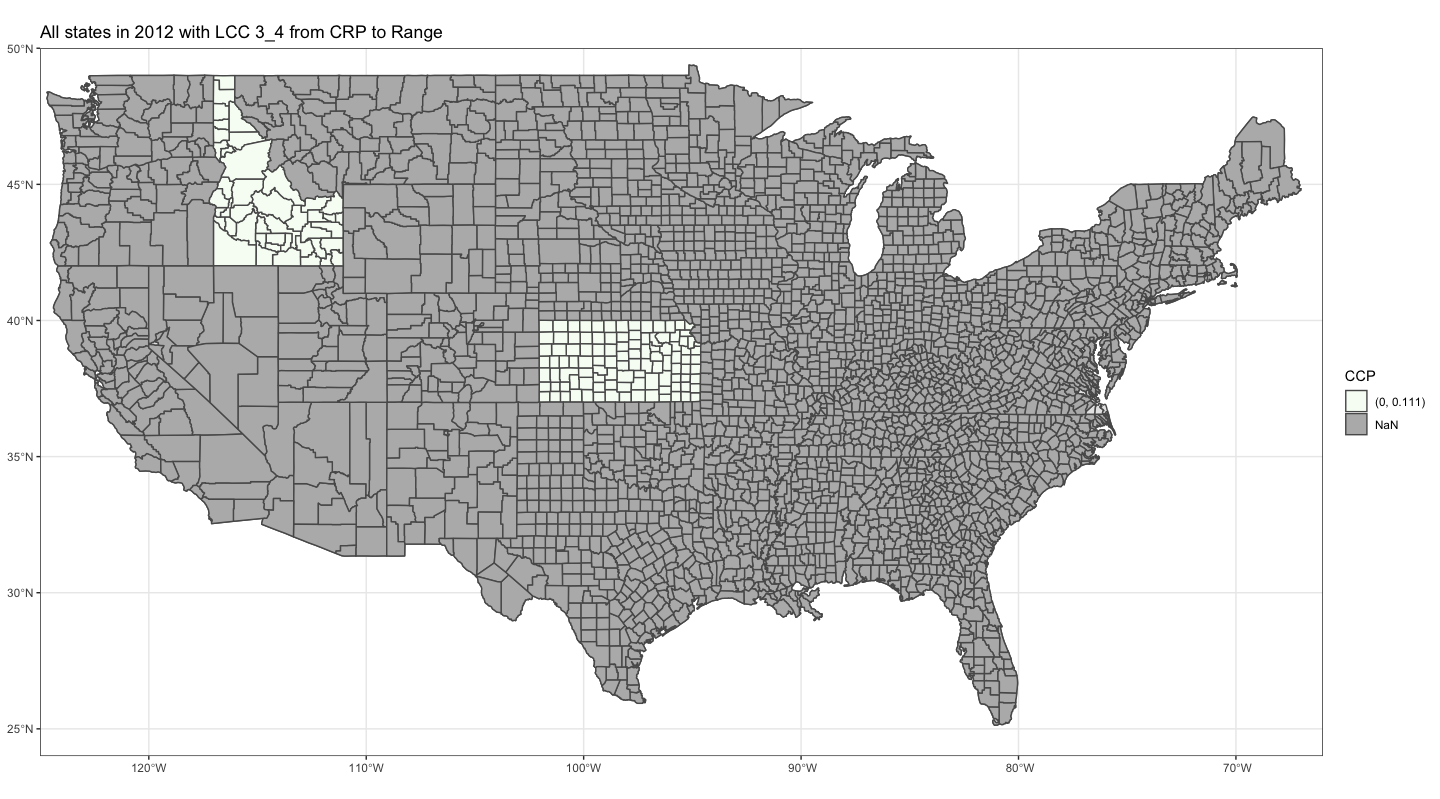 All states in 2012 with LCC 3_4 from CRP to Range
50°N
45°N
40°N
35°N
30°N
25°N
120°W
110°W
100°W
90°W
80°W
70°W
CCP
(0, 0.111)
NaN